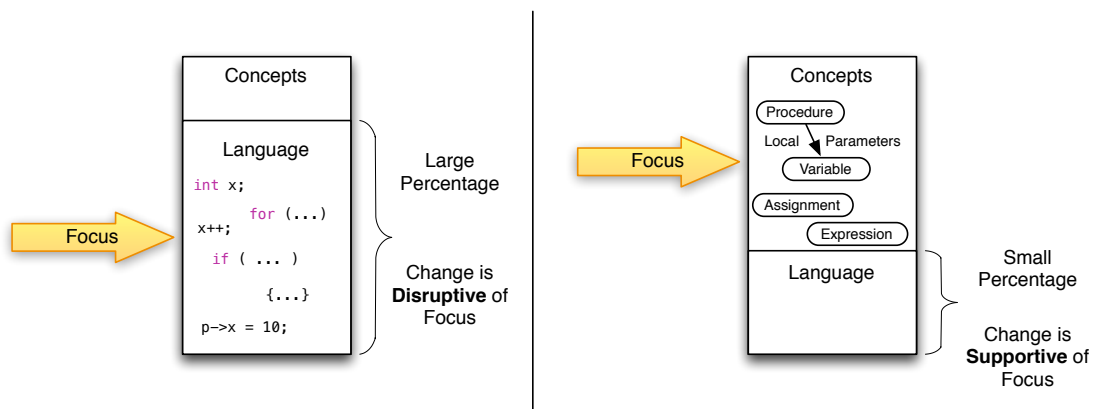 Concepts
Language
int x;
for (...)
x++;
if ( ... )
{...}
p->x = 10;
Focus
Large
Percentage
Change is
Disruptive of
Focus
Concepts
Procedure
Local Parameters
Variable
Assignment
Expression
Language
Focus
Small
Percentage
Change is
Supportive of
Focus